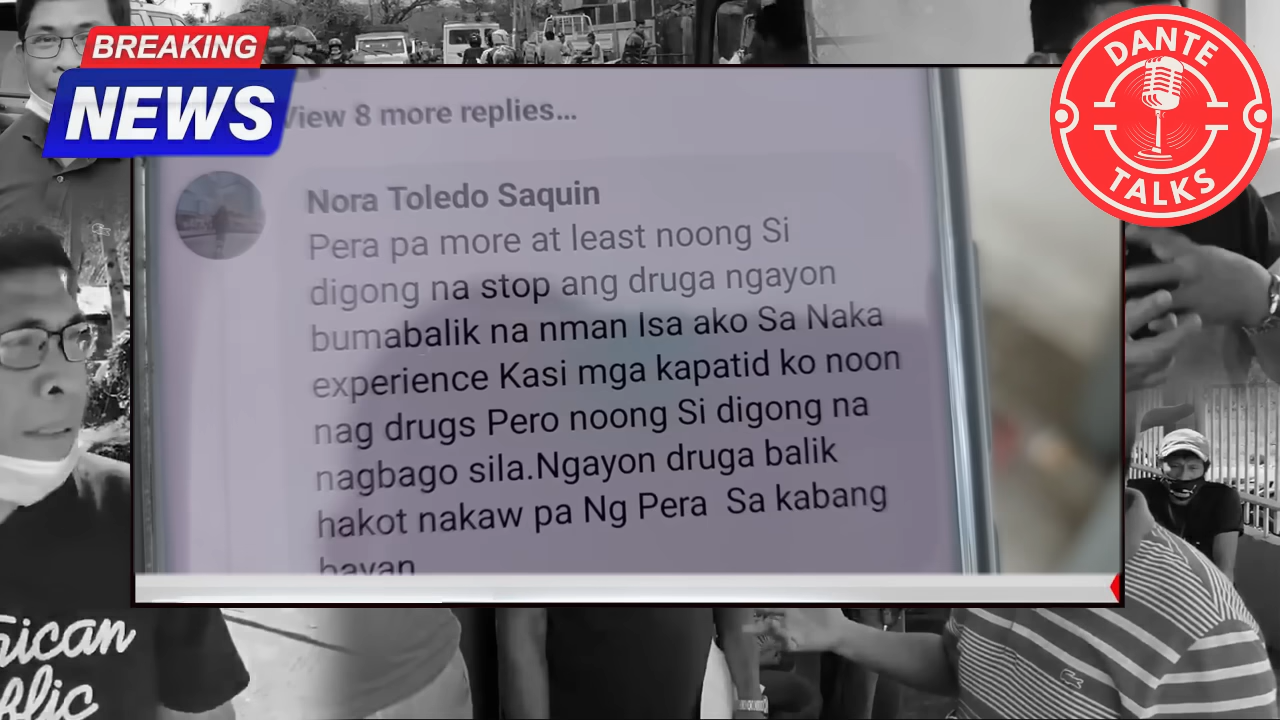 BREAKING
NEWS
DANTE
TALKS
View 8 more replies...
Nora Toledo Saquin
Pera pa more at least noong Si
digong na stop ang druga ngayon
bumabalik na nman Isa ako Sa Naka
experience Kasi mga kapatid ko noon
nag drugs Pero noong Si digong na
nagbago sila.Ngayon druga balik
hakot nakaw pa Ng Pera Sa kabang
bayan